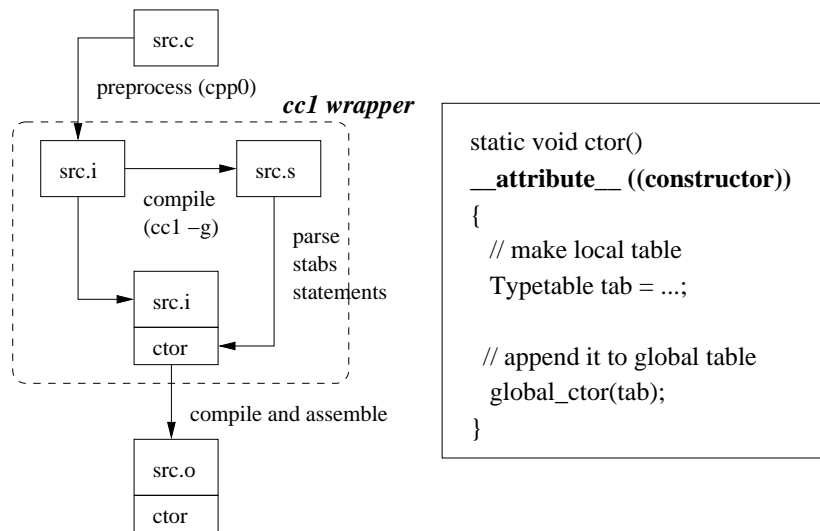 src.c
preprocess (cpp0)
cc1 wrapper
src.i
src.s
compile
(cc1 −g)
parse
stabs
statements
src.i
ctor
compile and assemble
src.o
ctor
static void ctor()
__attribute__ ((constructor))
{
// make local table
Typetable tab = ...;
// append it to global table
global_ctor(tab);
}